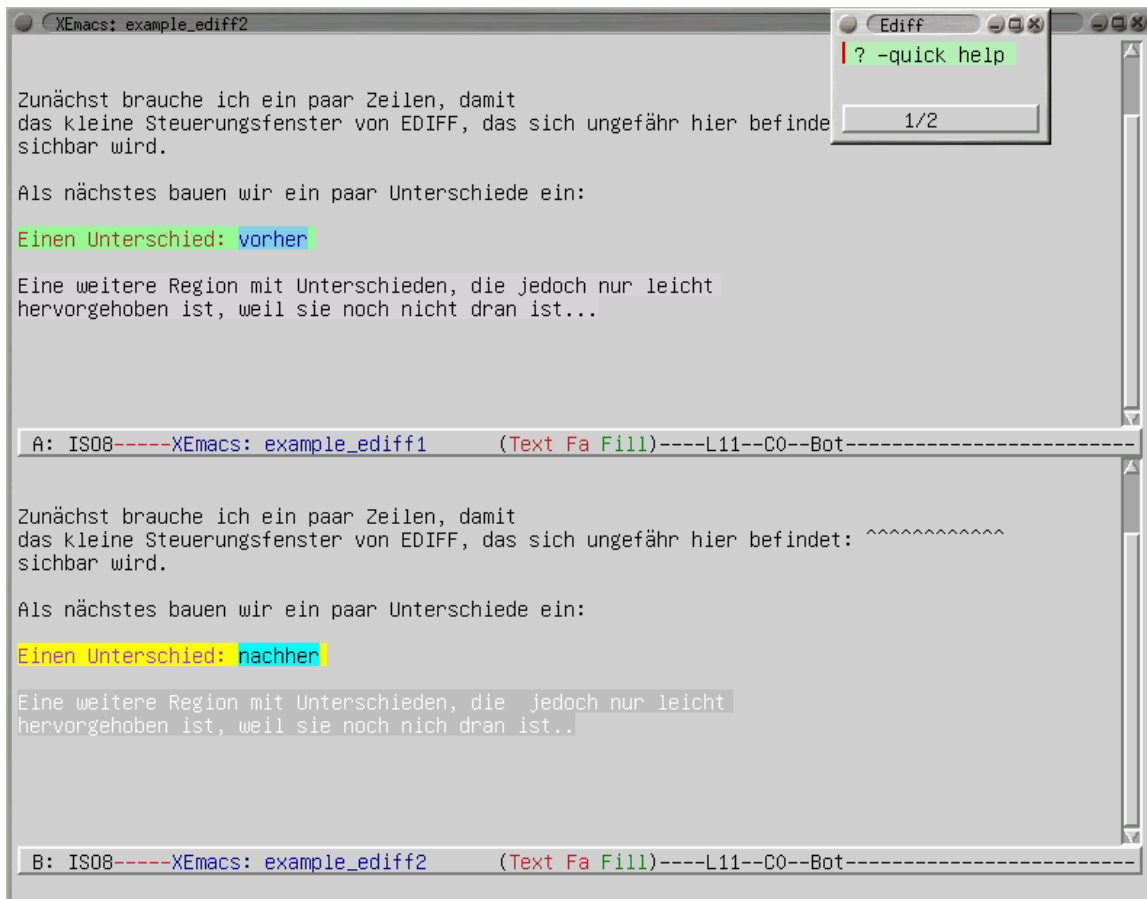 XEmacs: example_ediff2
Ediff
? -quick help
1/2
Zunächst brauche ich ein paar Zeilen, damit
das kleine Steuerungsfenster von EDIFF, das sich ungefähr hier befinde
sichbar wird.
Als nächstes bauen wir ein paar Unterschiede ein:
Einen Unterschied: vorher
Eine weitere Region mit Unterschieden, die jedoch nur leicht
hervorgehoben ist, weil sie noch nicht dran ist...
A: ISO8-----XEmacs: example_ediff1 (Text Fa Fill)----L11--C0--Bot-------------------------
Zunächst brauche ich ein paar Zeilen, damit
das kleine Steuerungsfenster von EDIFF, das sich ungefähr hier befindet: ^^^^^^^^^^^^
sichbar wird.
Als nächstes bauen wir ein paar Unterschiede ein:
Einen Unterschied: nachher
Eine weitere Region mit Unterschieden, die  jedoch nur leicht
hervorgehoben ist, weil sie noch nich dran ist..
B: ISO8-----XEmacs: example_ediff2 (Text Fa Fill)----L11--C0--Bot-------------------------